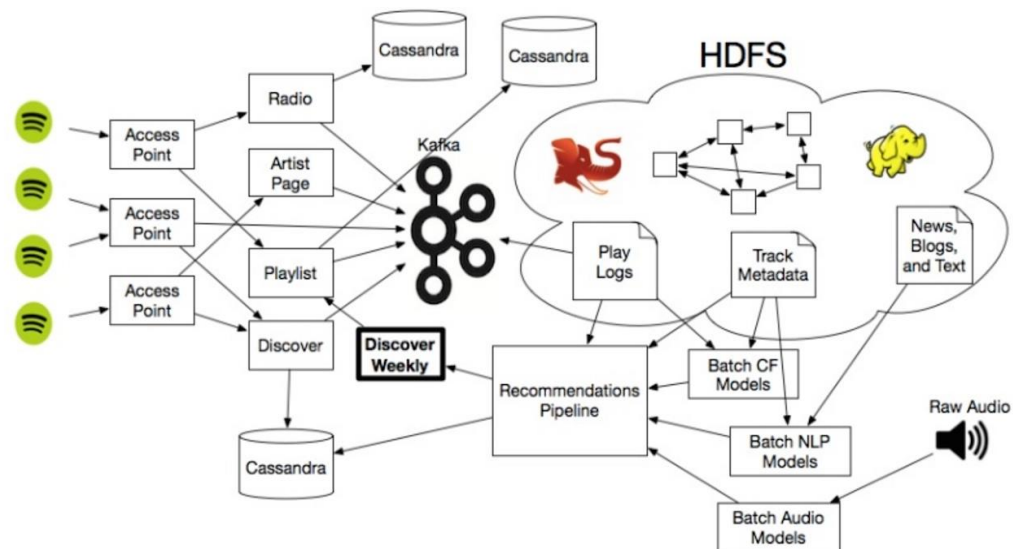 Cassandra
Cassandra
HDFS
Radio
Access
Point
Kafka
Artist
Page
Access
Point
Play
Logs
Track
Metadata
News,
Blogs,
and Text
Playlist
Access
Point
Discover
Discover
Weekly
Recommendations
Pipeline
Batch CF
Models
Raw Audio
Batch NLP
Models
Cassandra
Batch Audio
Models